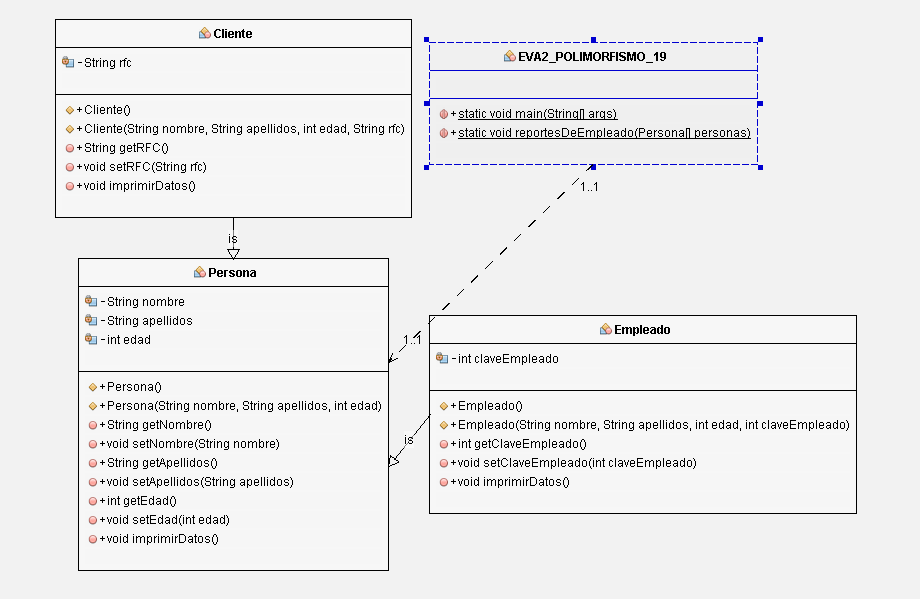 Cliente
- String rfc
+ Cliente()
+ Cliente(String nombre, String apellidos, int edad, String rfc)
+ String getRFC()
+ void setRFC(String rfc)
+ void imprimirDatos()
EVA2_POLIMORFISMO_19
+ static void main(String[] args)
+ static void reportesDeEmpleado(Persona[] personas)
1..1
is
Persona
- String nombre
- String apellidos
- int edad
+ Persona()
+ Persona(String nombre, String apellidos, int edad)
+ String getNombre()
+ void setNombre(String nombre)
+ String getApellidos()
+ void setApellidos(String apellidos)
+ int getEdad()
+ void setEdad(int edad)
+ void imprimirDatos()
1..1
is
Empleado
- int claveEmpleado
+ Empleado()
+ Empleado(String nombre, String apellidos, int edad, int claveEmpleado)
+ int getClaveEmpleado()
+ void setClaveEmpleado(int claveEmpleado)
+ void imprimirDatos()